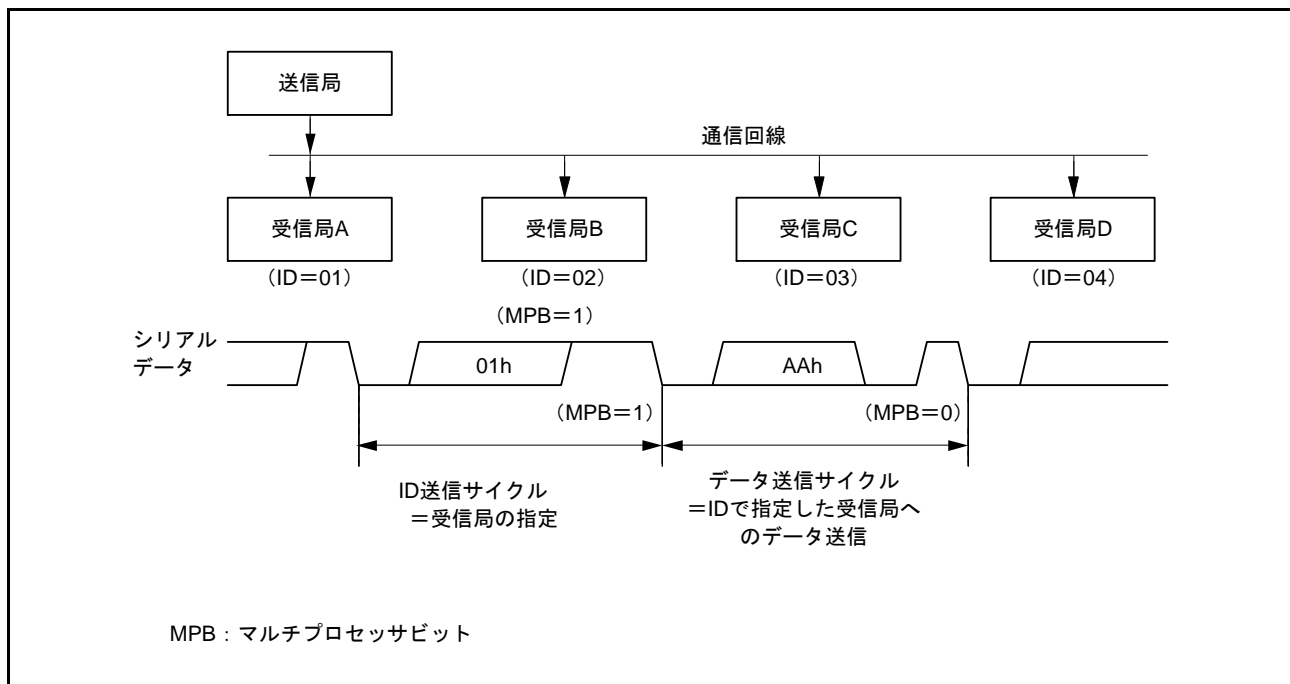 送信局
通信回線
受信局A
受信局B
受信局C
受信局D
（ID＝01）
（ID＝02）
（ID＝03）
（ID＝04）
（MPB＝1）
シリアル
データ
01h
AAh
（MPB＝1）
（MPB＝0）
ID送信サイクル
＝受信局の指定
データ送信サイクル
＝IDで指定した受信局へ
のデータ送信
MPB：マルチプロセッサビット